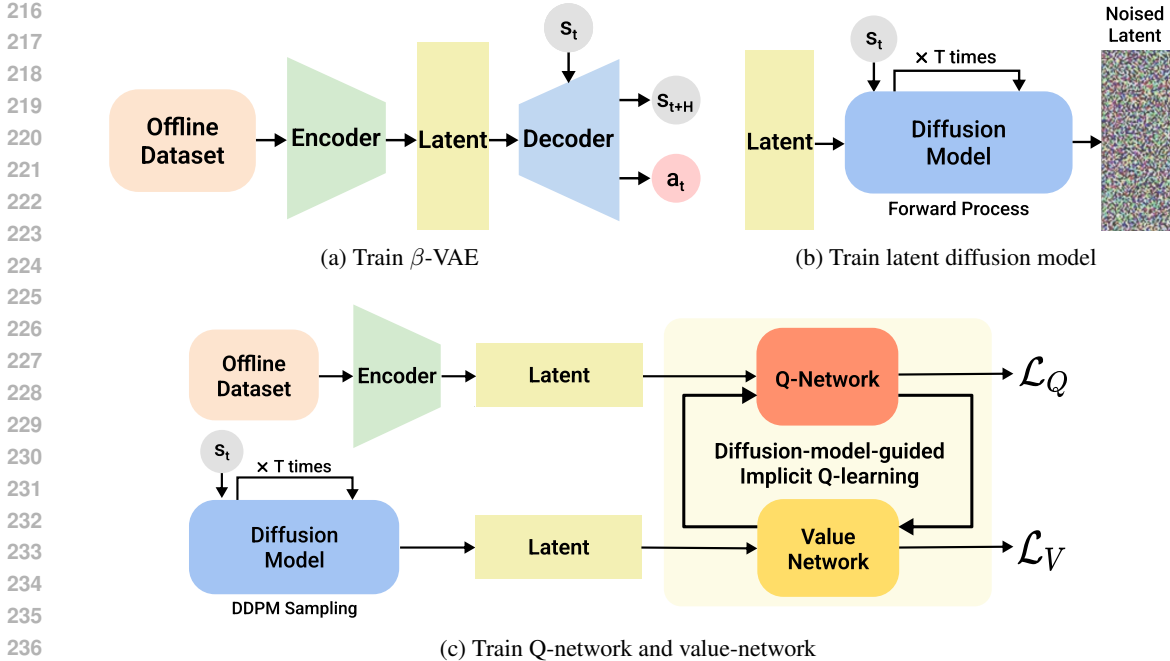 216
217
218
219
220
221
222
223
224
225
226
227
228
229
230
231
232
233
234
235
236
Offline
Dataset
Encoder
Latent
s_t
Decoder
s_{t+H}
a_t
(a) Train β-VAE
Latent
s_t
× T times
Diffusion
Model
Forward Process
Noised
Latent
(b) Train latent diffusion model
Offline
Dataset
Encoder
Latent
Q-Network
ℒ_Q
Diffusion-model-guided
Implicit Q-learning
s_t
× T times
Diffusion
Model
DDPM Sampling
Latent
Value
Network
ℒ_V
(c) Train Q-network and value-network